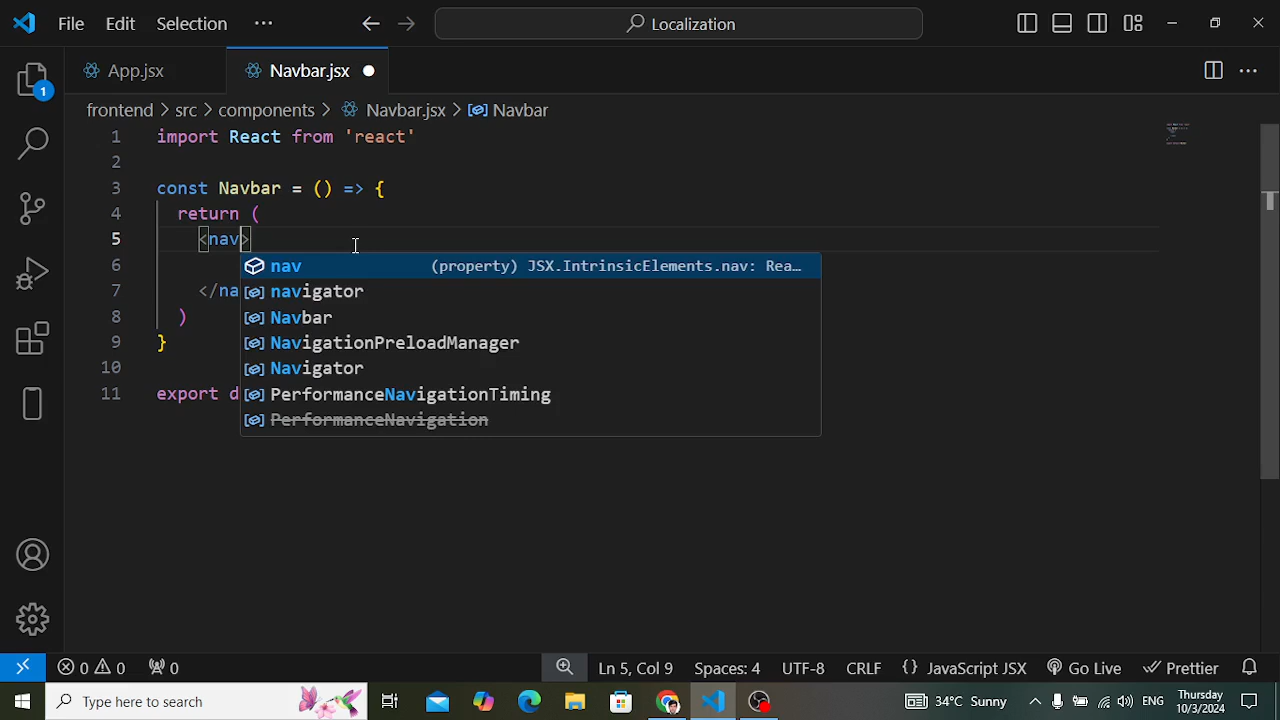 File Edit Selection ··· Localization
App.jsx Navbar.jsx
frontend > src > components > Navbar.jsx > Navbar
1 import React from 'react'
2
3 const Navbar = () => {
4 return (
5 <nav>
6
7 </na
8 )
9 }
10
11 export d
nav (property) JSX.IntrinsicElements.nav: Rea...
navigator
Navbar
NavigationPreloadManager
Navigator
PerformanceNavigationTiming
PerformanceNavigation
1
0 0 0 Ln 5, Col 9 Spaces: 4 UTF-8 CRLF {} JavaScript JSX Go Live Prettier
Type here to search 34°C Sunny ENG Thursday
10/3/2024